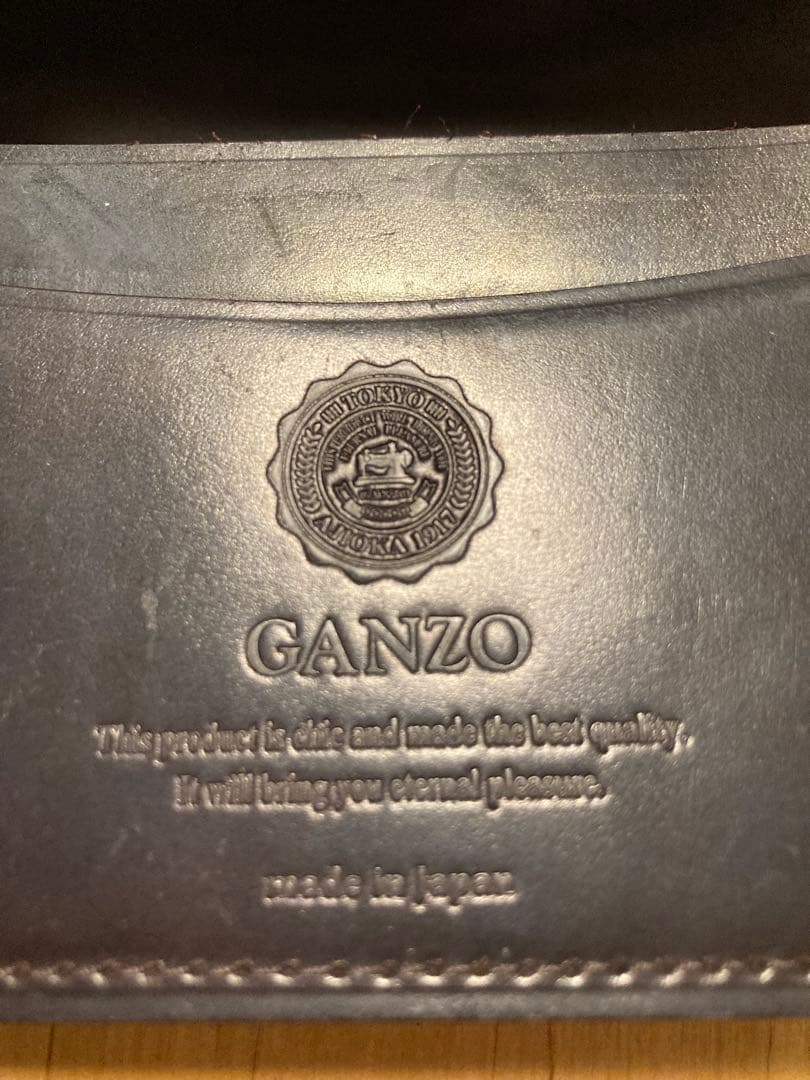 TOKYO
AJIOKA 1917
GANZO
This product is chic and made the best quality.
It will bring you eternal pleasure.
made in Japan